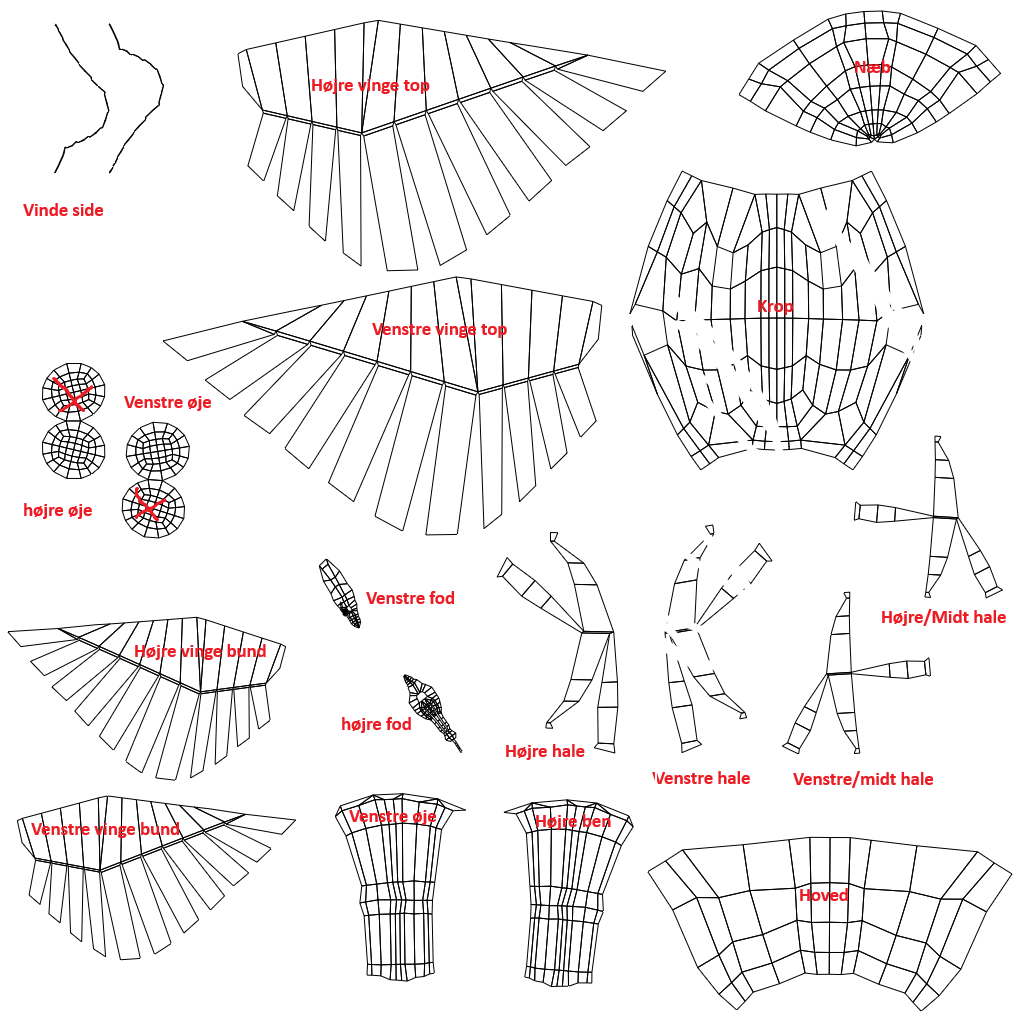 Højre vinge top
Næb
Vinde side
Krop
Venstre vinge top
Venstre øje
højre øje
Venstre fod
Højre/Midt hale
Højre vinge bund
højre fod
Højre hale
Venstre hale
Venstre/midt hale
Venstre vinge bund
Venstre øje
Højre ben
Hoved